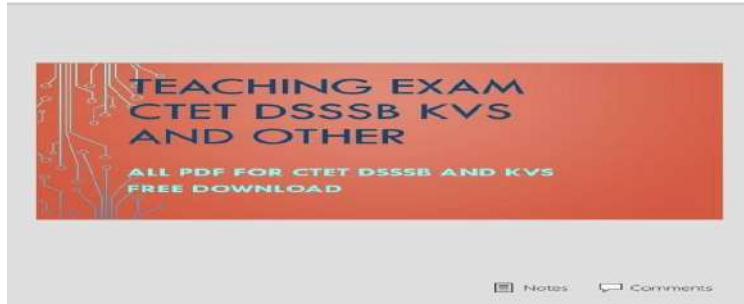 TEACHING EXAM
CTET DSSSB KVS
AND OTHER
ALL PDF FOR CTET DSSSB AND KVS
FREE DOWNLOAD
Notes Comments